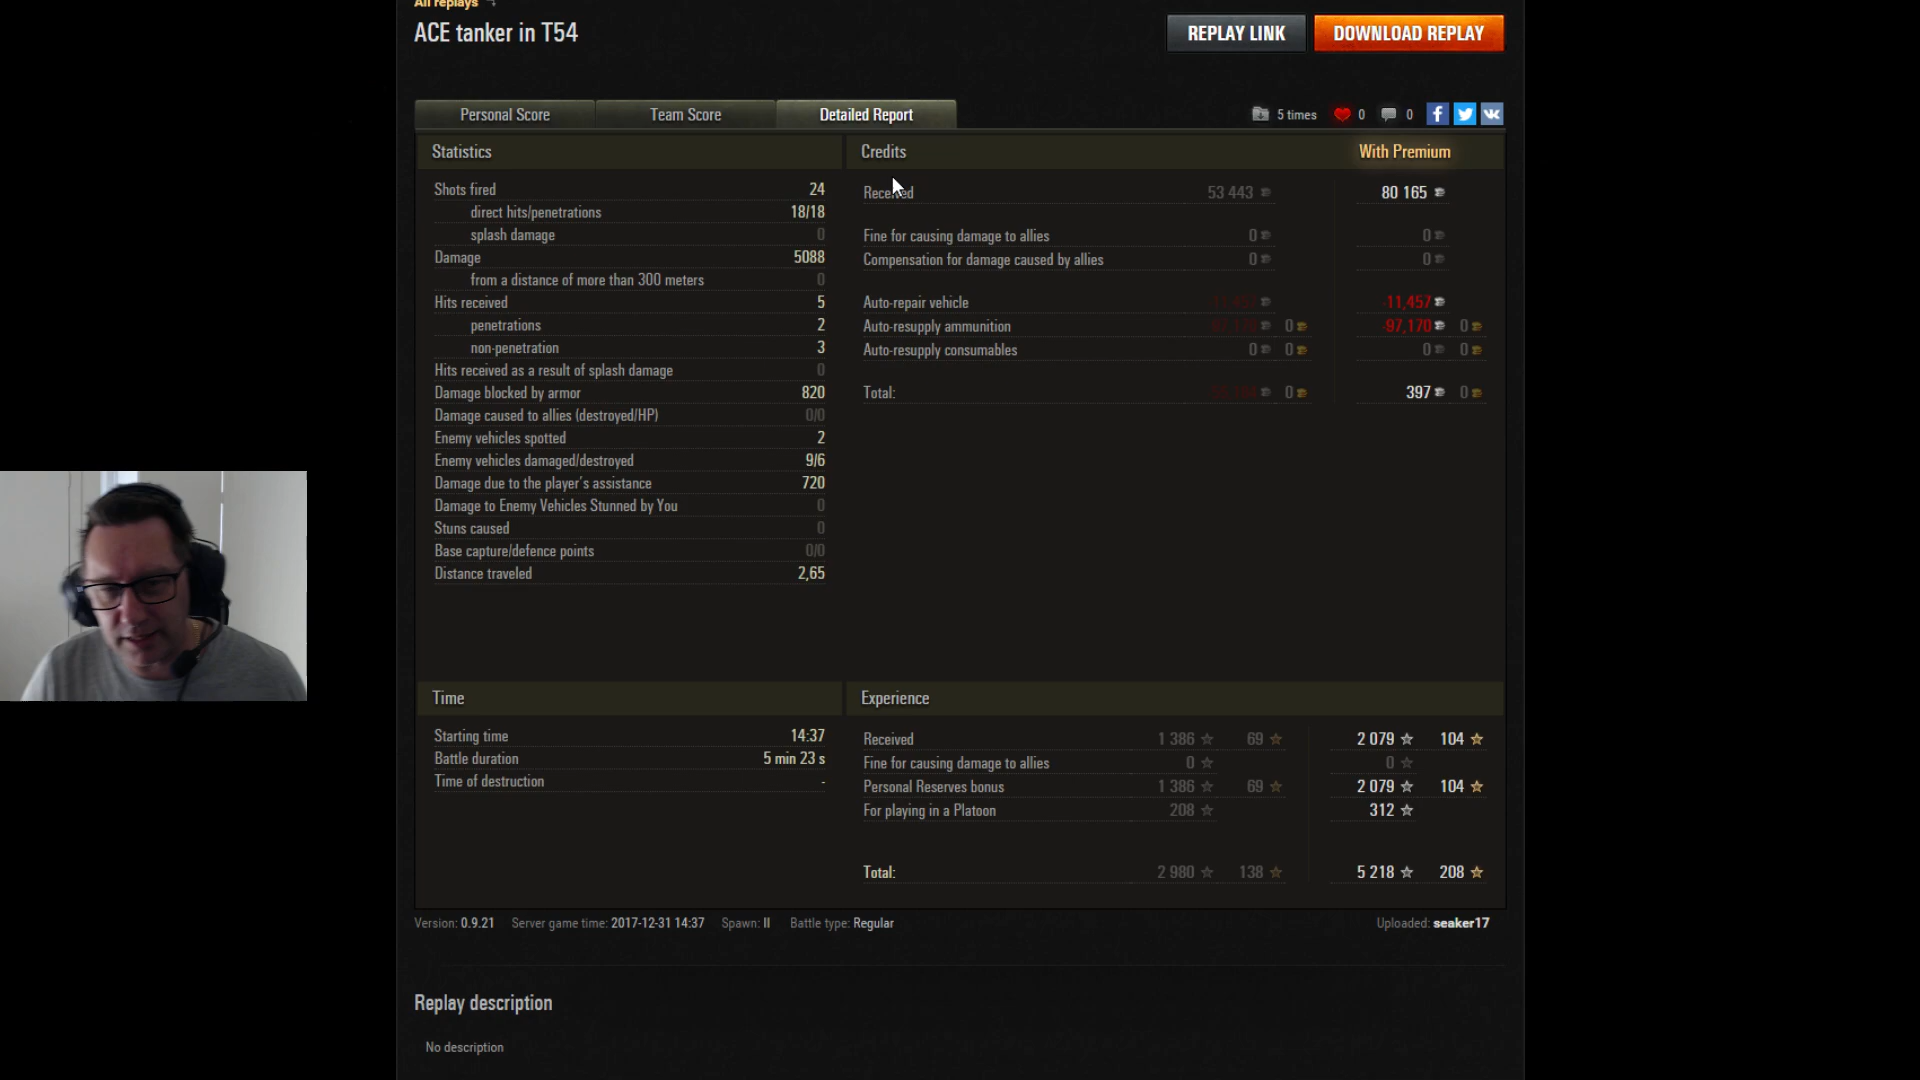 All replays
ACE tanker in T54
REPLAY LINK
DOWNLOAD REPLAY
Personal Score
Team Score
Detailed Report
5 times
0
0
Statistics
Shots fired 24
direct hits/penetrations 18/18
splash damage 0
Damage 5088
from a distance of more than 300 meters 0
Hits received 5
penetrations 2
non-penetration 3
Hits received as a result of splash damage 0
Damage blocked by armor 820
Damage caused to allies (destroyed/HP) 0/0
Enemy vehicles spotted 2
Enemy vehicles damaged/destroyed 9/6
Damage due to the player's assistance 720
Damage to Enemy Vehicles Stunned by You 0
Stuns caused 0
Base capture/defence points 0/0
Distance traveled 2,65
Credits With Premium
Received 53 443 80 165
Fine for causing damage to allies 0 0
Compensation for damage caused by allies 0 0
Auto-repair vehicle -11,457
Auto-resupply ammunition 0 -97,170 0
Auto-resupply consumables 0 0 0 0
Total: 0 397 0
Time
Starting time 14:37
Battle duration 5 min 23 s
Time of destruction -
Experience
Received 1 386 69 2 079 104
Fine for causing damage to allies 0 0
Personal Reserves bonus 1 386 69 2 079 104
For playing in a Platoon 208 312
Total: 2 980 138 5 218 208
Version: 0.9.21 Server game time: 2017-12-31 14:37 Spawn: II Battle type: Regular
Uploaded: seaker17
Replay description
No description